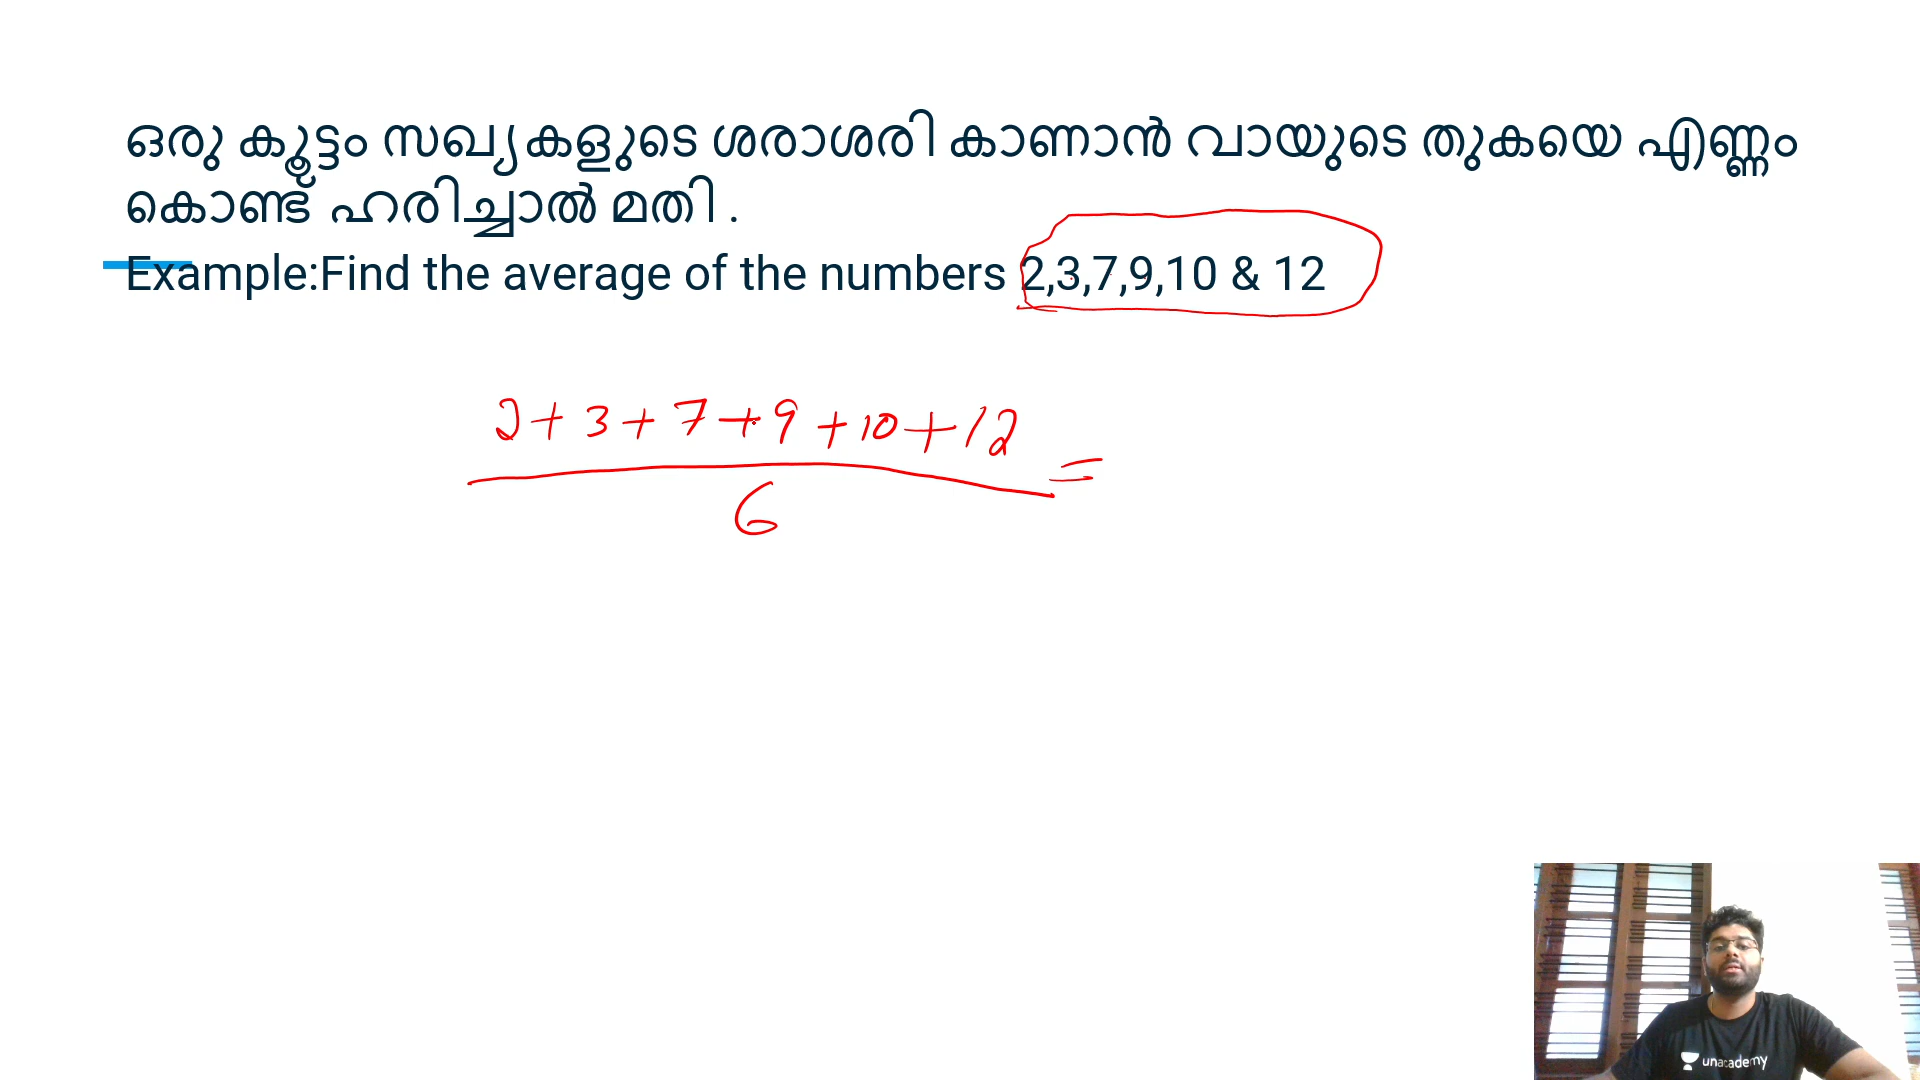 ഒരു കൂട്ടം സഖ്യകളുടെ ശരാശരി കാണാൻ വായുടെ തുകയെ എണ്ണം
കൊണ്ട് ഹരിച്ചാൽ മതി .
Example:Find the average of the numbers 2,3,7,9,10 & 12
2+3+7+9+10+12
=
6
unacademy